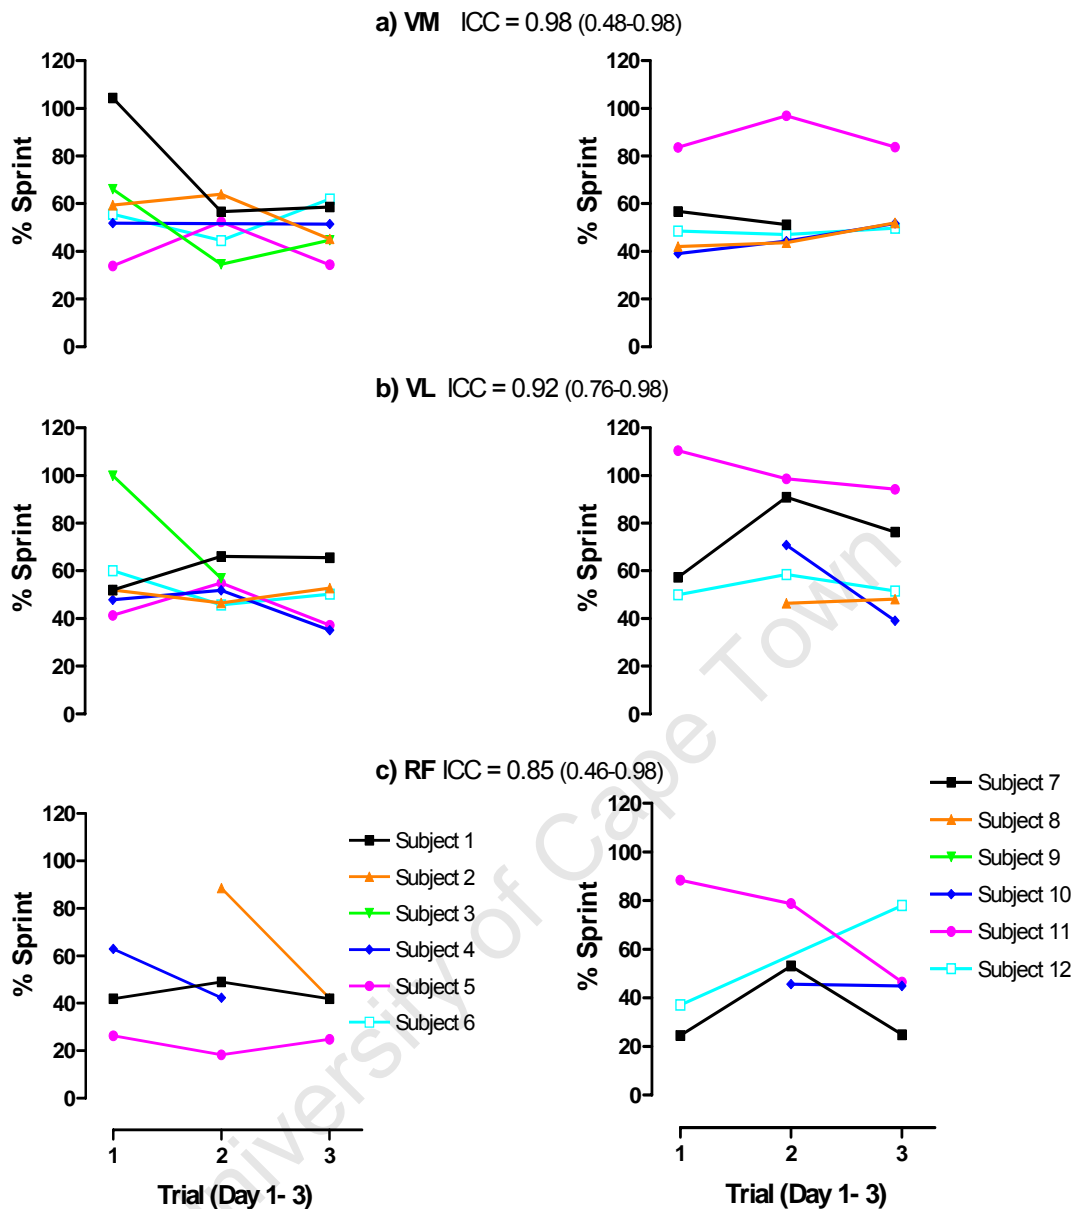 a) VM ICC = 0.98 (0.48-0.98)
120
100
80
60
40
20
0
% Sprint
120
100
80
60
40
20
0
% Sprint
b) VL ICC = 0.92 (0.76-0.98)
120
100
80
60
40
20
0
% Sprint
120
100
80
60
40
20
0
% Sprint
c) RF ICC = 0.85 (0.46-0.98)
120
100
80
60
40
20
0
% Sprint
Subject 1
Subject 2
Subject 3
Subject 4
Subject 5
Subject 6
1 2 3
Trial (Day 1- 3)
120
100
80
60
40
20
0
% Sprint
Subject 7
Subject 8
Subject 9
Subject 10
Subject 11
Subject 12
1 2 3
Trial (Day 1- 3)
University of Cape Town